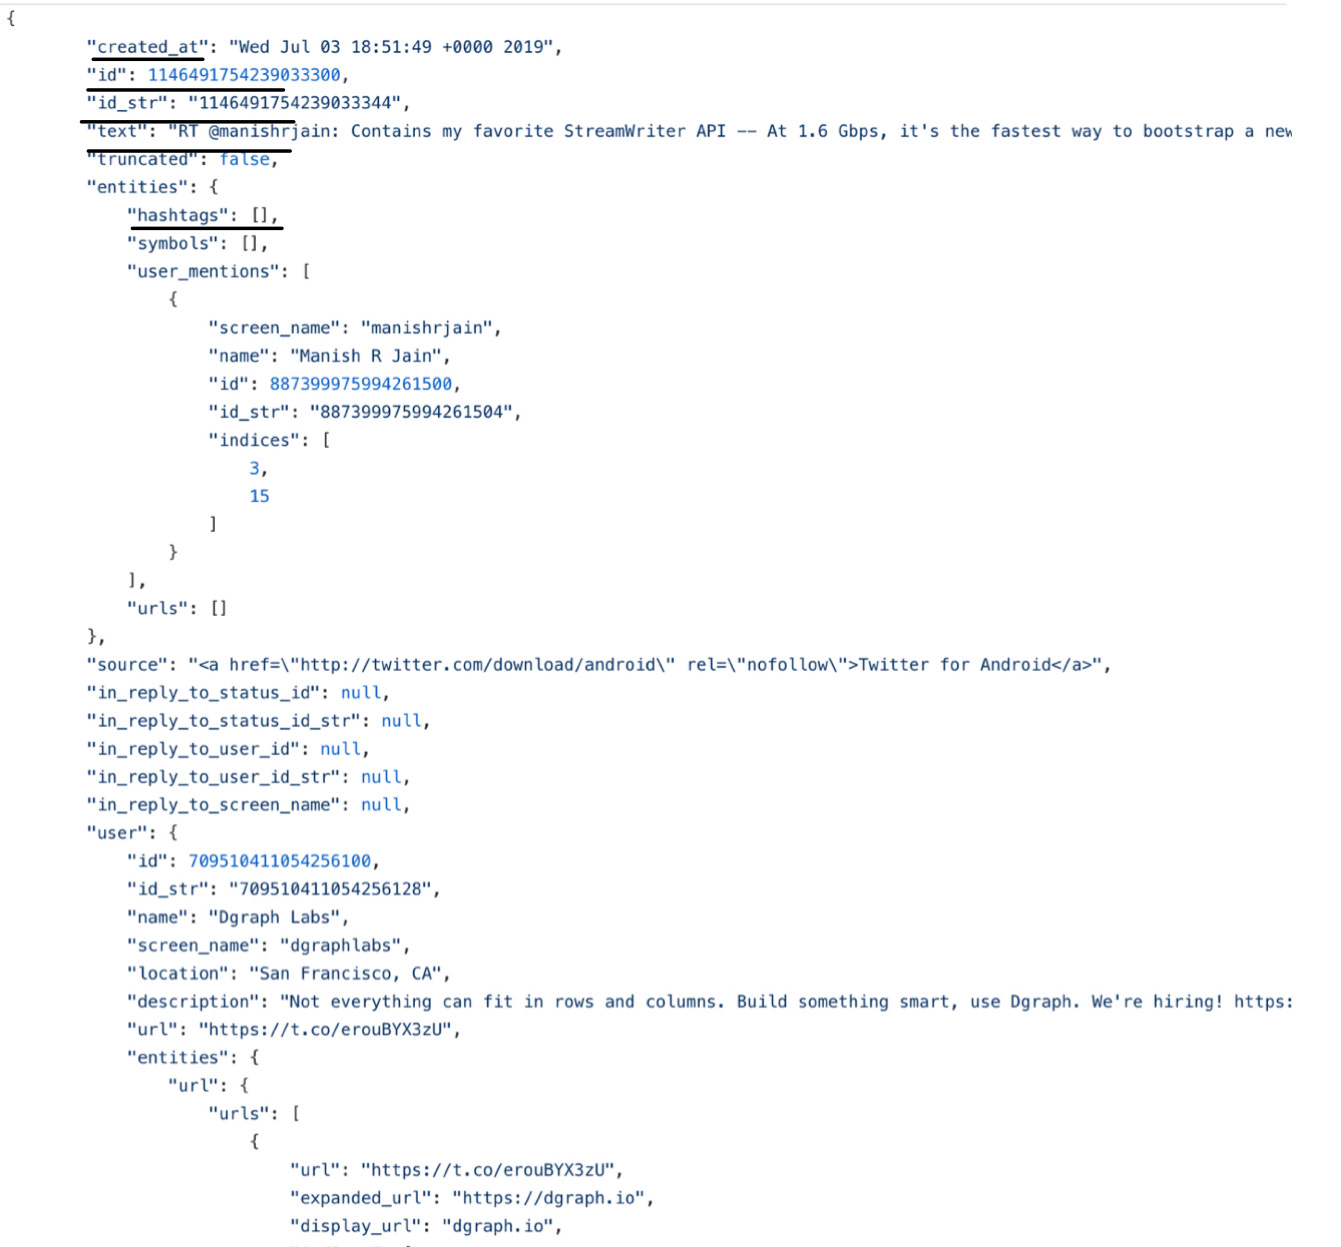 {
"created_at": "Wed Jul 03 18:51:49 +0000 2019",
"id": 1146491754239033300,
"id_str": "1146491754239033344",
"text": "RT @manishrjain: Contains my favorite StreamWriter API -- At 1.6 Gbps, it's the fastest way to bootstrap a new
"truncated": false,
"entities": {
"hashtags": [],
"symbols": [],
"user_mentions": [
{
"screen_name": "manishrjain",
"name": "Manish R Jain",
"id": 887399975994261500,
"id_str": "887399975994261504",
"indices": [
3,
15
]
}
],
"urls": []
},
"source": "<a href=\"http://twitter.com/download/android\" rel=\"nofollow\">Twitter for Android</a>",
"in_reply_to_status_id": null,
"in_reply_to_status_id_str": null,
"in_reply_to_user_id": null,
"in_reply_to_user_id_str": null,
"in_reply_to_screen_name": null,
"user": {
"id": 709510411054256100,
"id_str": "709510411054256128",
"name": "Dgraph Labs",
"screen_name": "dgraphlabs",
"location": "San Francisco, CA",
"description": "Not everything can fit in rows and columns. Build something smart, use Dgraph. We're hiring! https:
"url": "https://t.co/erouBYX3zU",
"entities": {
"url": {
"urls": [
{
"url": "https://t.co/erouBYX3zU",
"expanded_url": "https://dgraph.io",
"display_url": "dgraph.io",